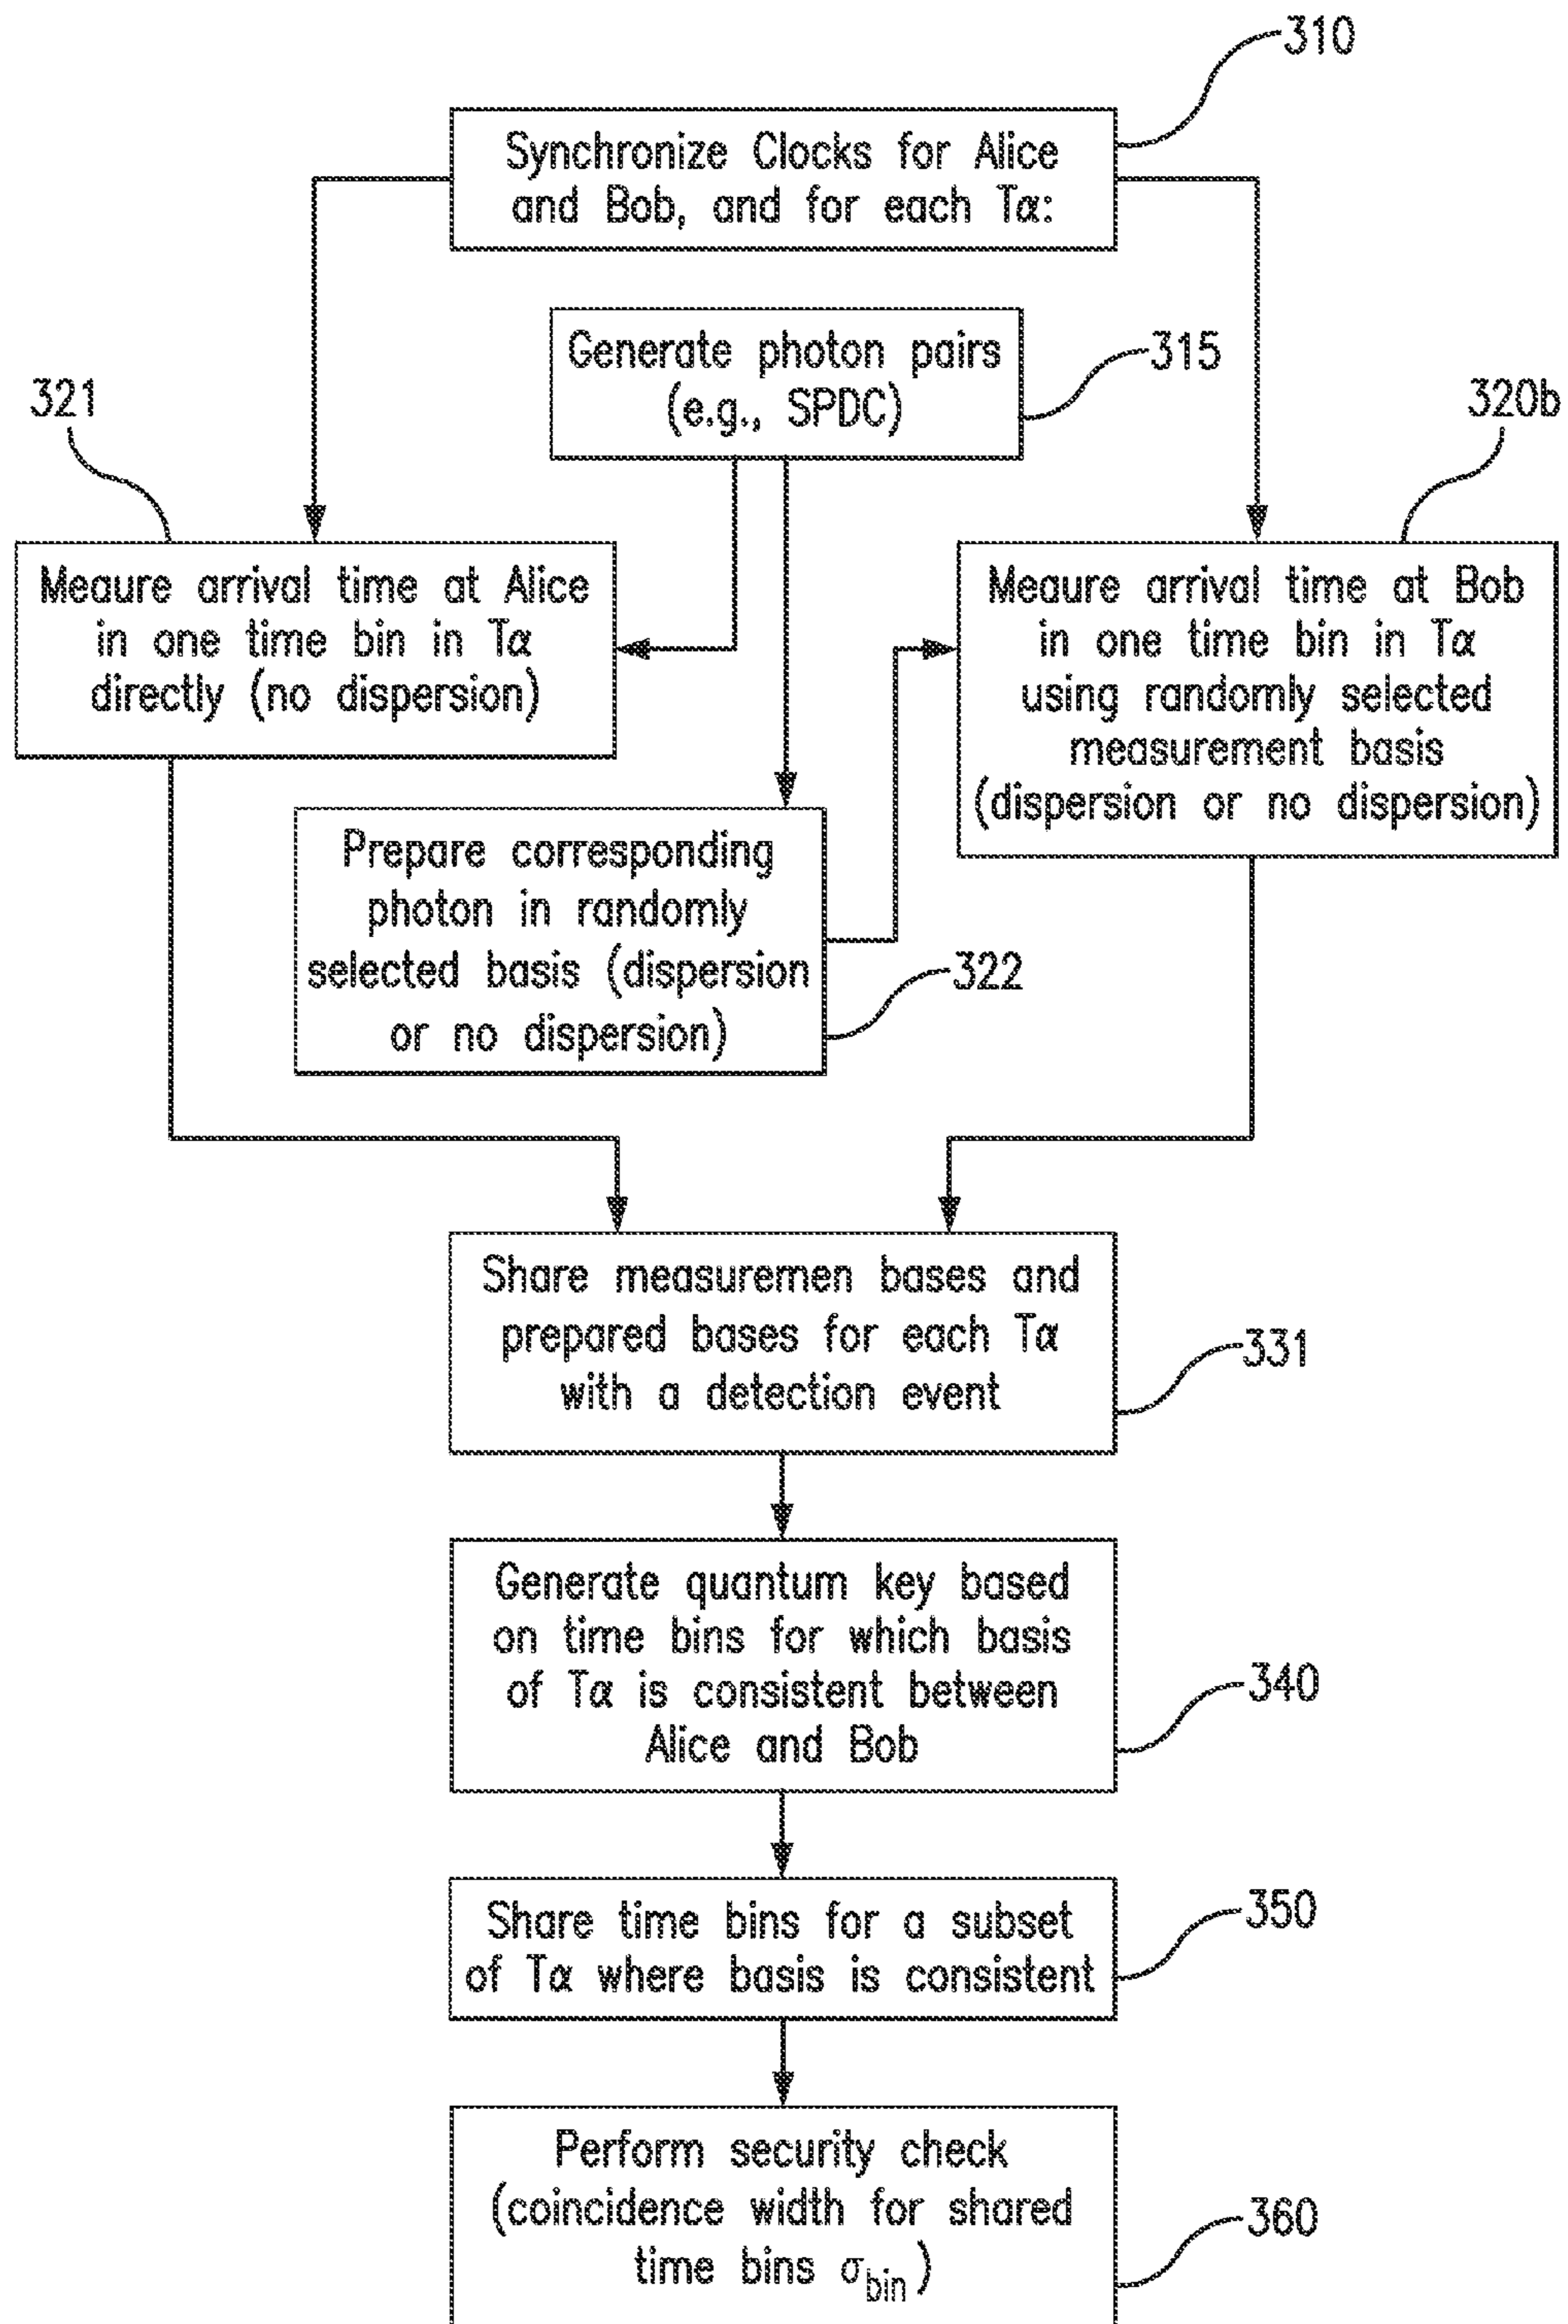 310
Synchronize Clocks for Alice
and Bob, and for each Tα:
Generate photon pairs
(e.g., SPDC)
315
321
320b
Meaure arrival time at Alice
in one time bin in Tα
directly (no dispersion)
Meaure arrival time at Bob
in one time bin in Tα
using randomly selected
measurement basis
(dispersion or no dispersion)
Prepare corresponding
photon in randomly
selected basis (dispersion
or no dispersion)
322
Share measuremen bases and
prepared bases for each Tα
with a detection event
331
Generate quantum key based
on time bins for which basis
of Tα is consistent between
Alice and Bob
340
Share time bins for a subset
of Tα where basis is consistent
350
Perform security check
(coincidence width for shared
time bins σbin)
360